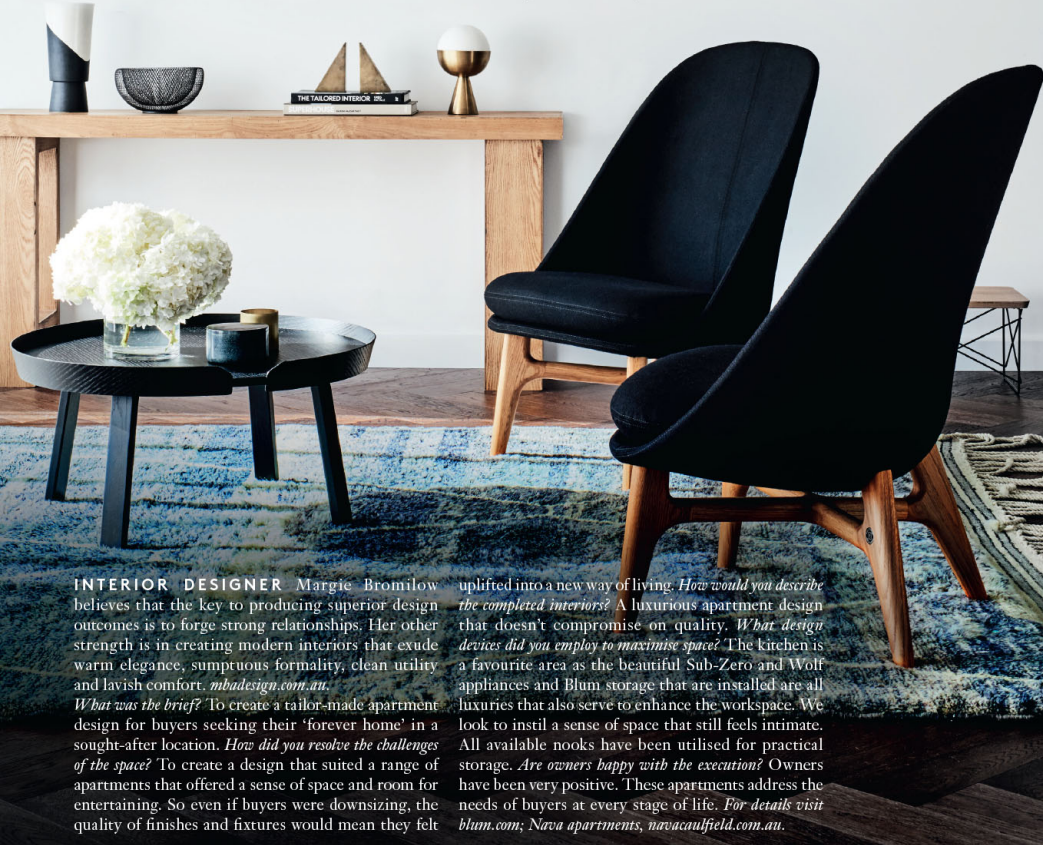 THE TAILORED INTERIOR
INTERIOR DESIGNER Margie Bromilow
believes that the key to producing superior design
outcomes is to forge strong relationships. Her other
strength is in creating modern interiors that exude
warm elegance, sumptuous formality, clean utility
and lavish comfort. mbadesign.com.au.
What was the brief? To create a tailor-made apartment
design for buyers seeking their ‘forever home’ in a
sought-after location. How did you resolve the challenges
of the space? To create a design that suited a range of
apartments that offered a sense of space and room for
entertaining. So even if buyers were downsizing, the
quality of finishes and fixtures would mean they felt
uplifted into a new way of living. How would you describe
the completed interiors? A luxurious apartment design
that doesn’t compromise on quality. What design
devices did you employ to maximise space? The kitchen is
a favourite area as the beautiful Sub-Zero and Wolf
appliances and Blum storage that are installed are all
luxuries that also serve to enhance the workspace. We
look to instil a sense of space that still feels intimate.
All available nooks have been utilised for practical
storage. Are owners happy with the execution? Owners
have been very positive. These apartments address the
needs of buyers at every stage of life. For details visit
blum.com; Nava apartments, navacaulfield.com.au.